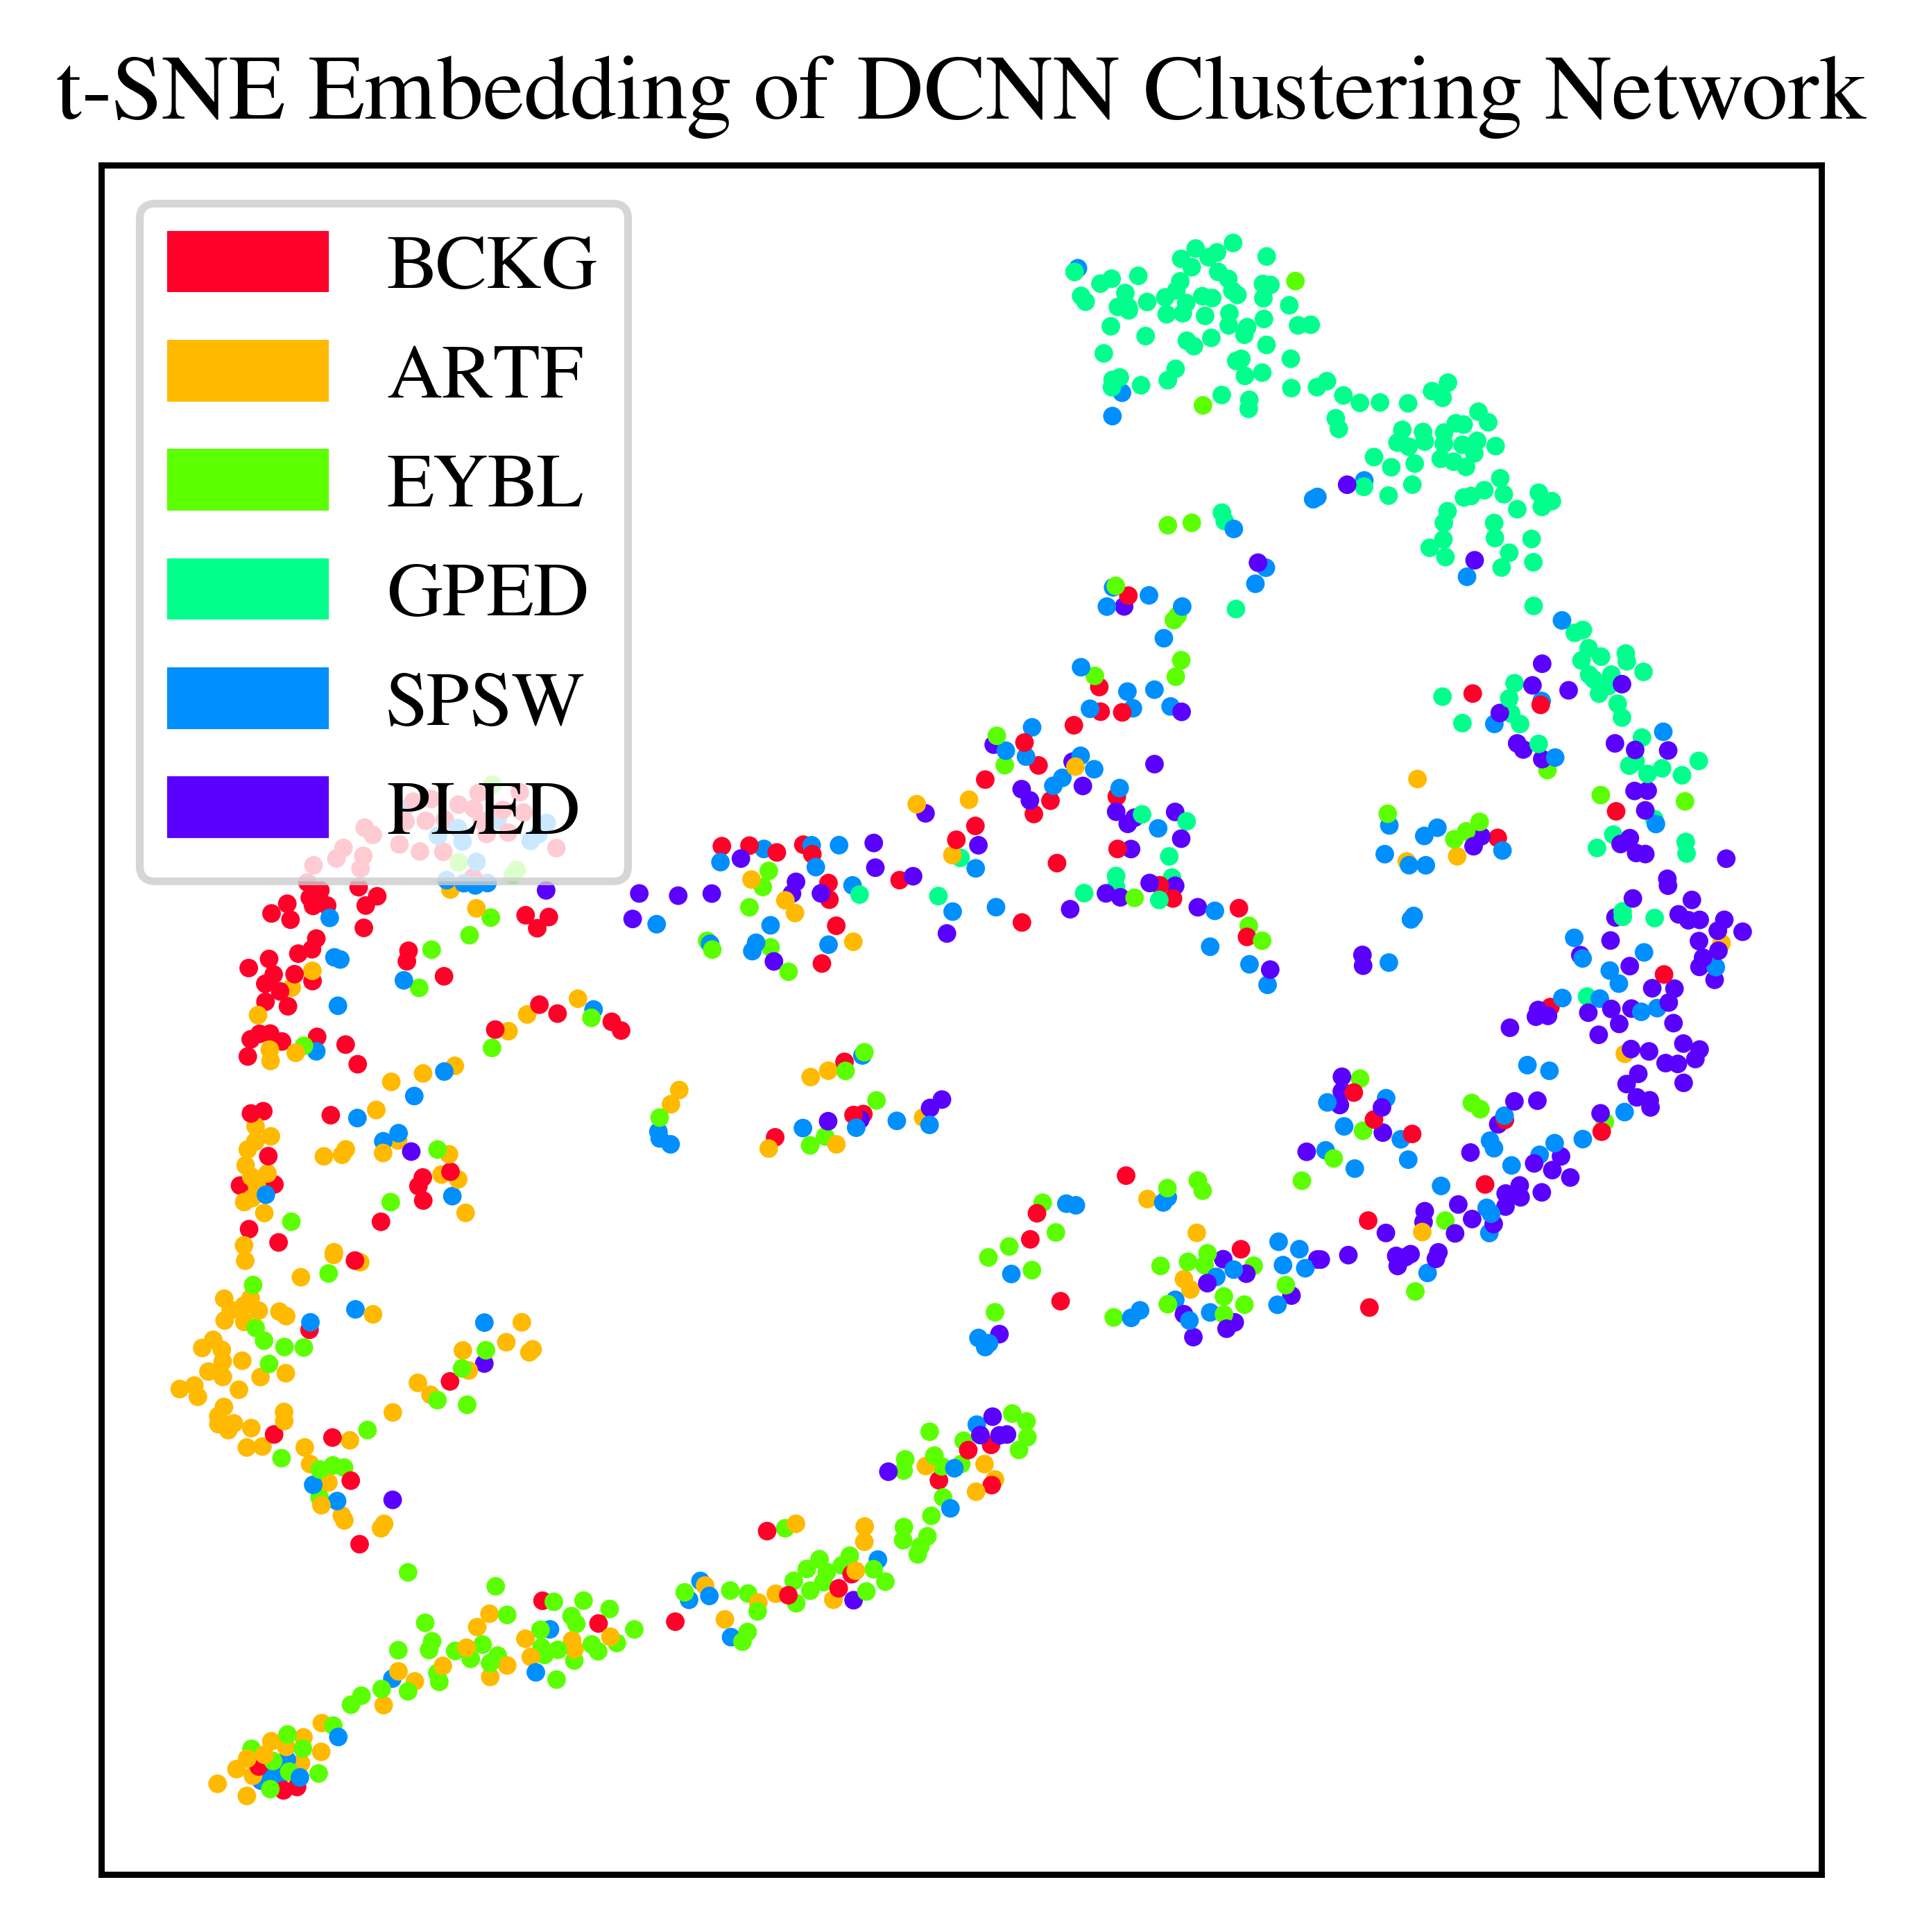 t-SNE Embedding of DCNN Clustering Network
BCKG
ARTF
EYBL
GPED
SPSW
PLED